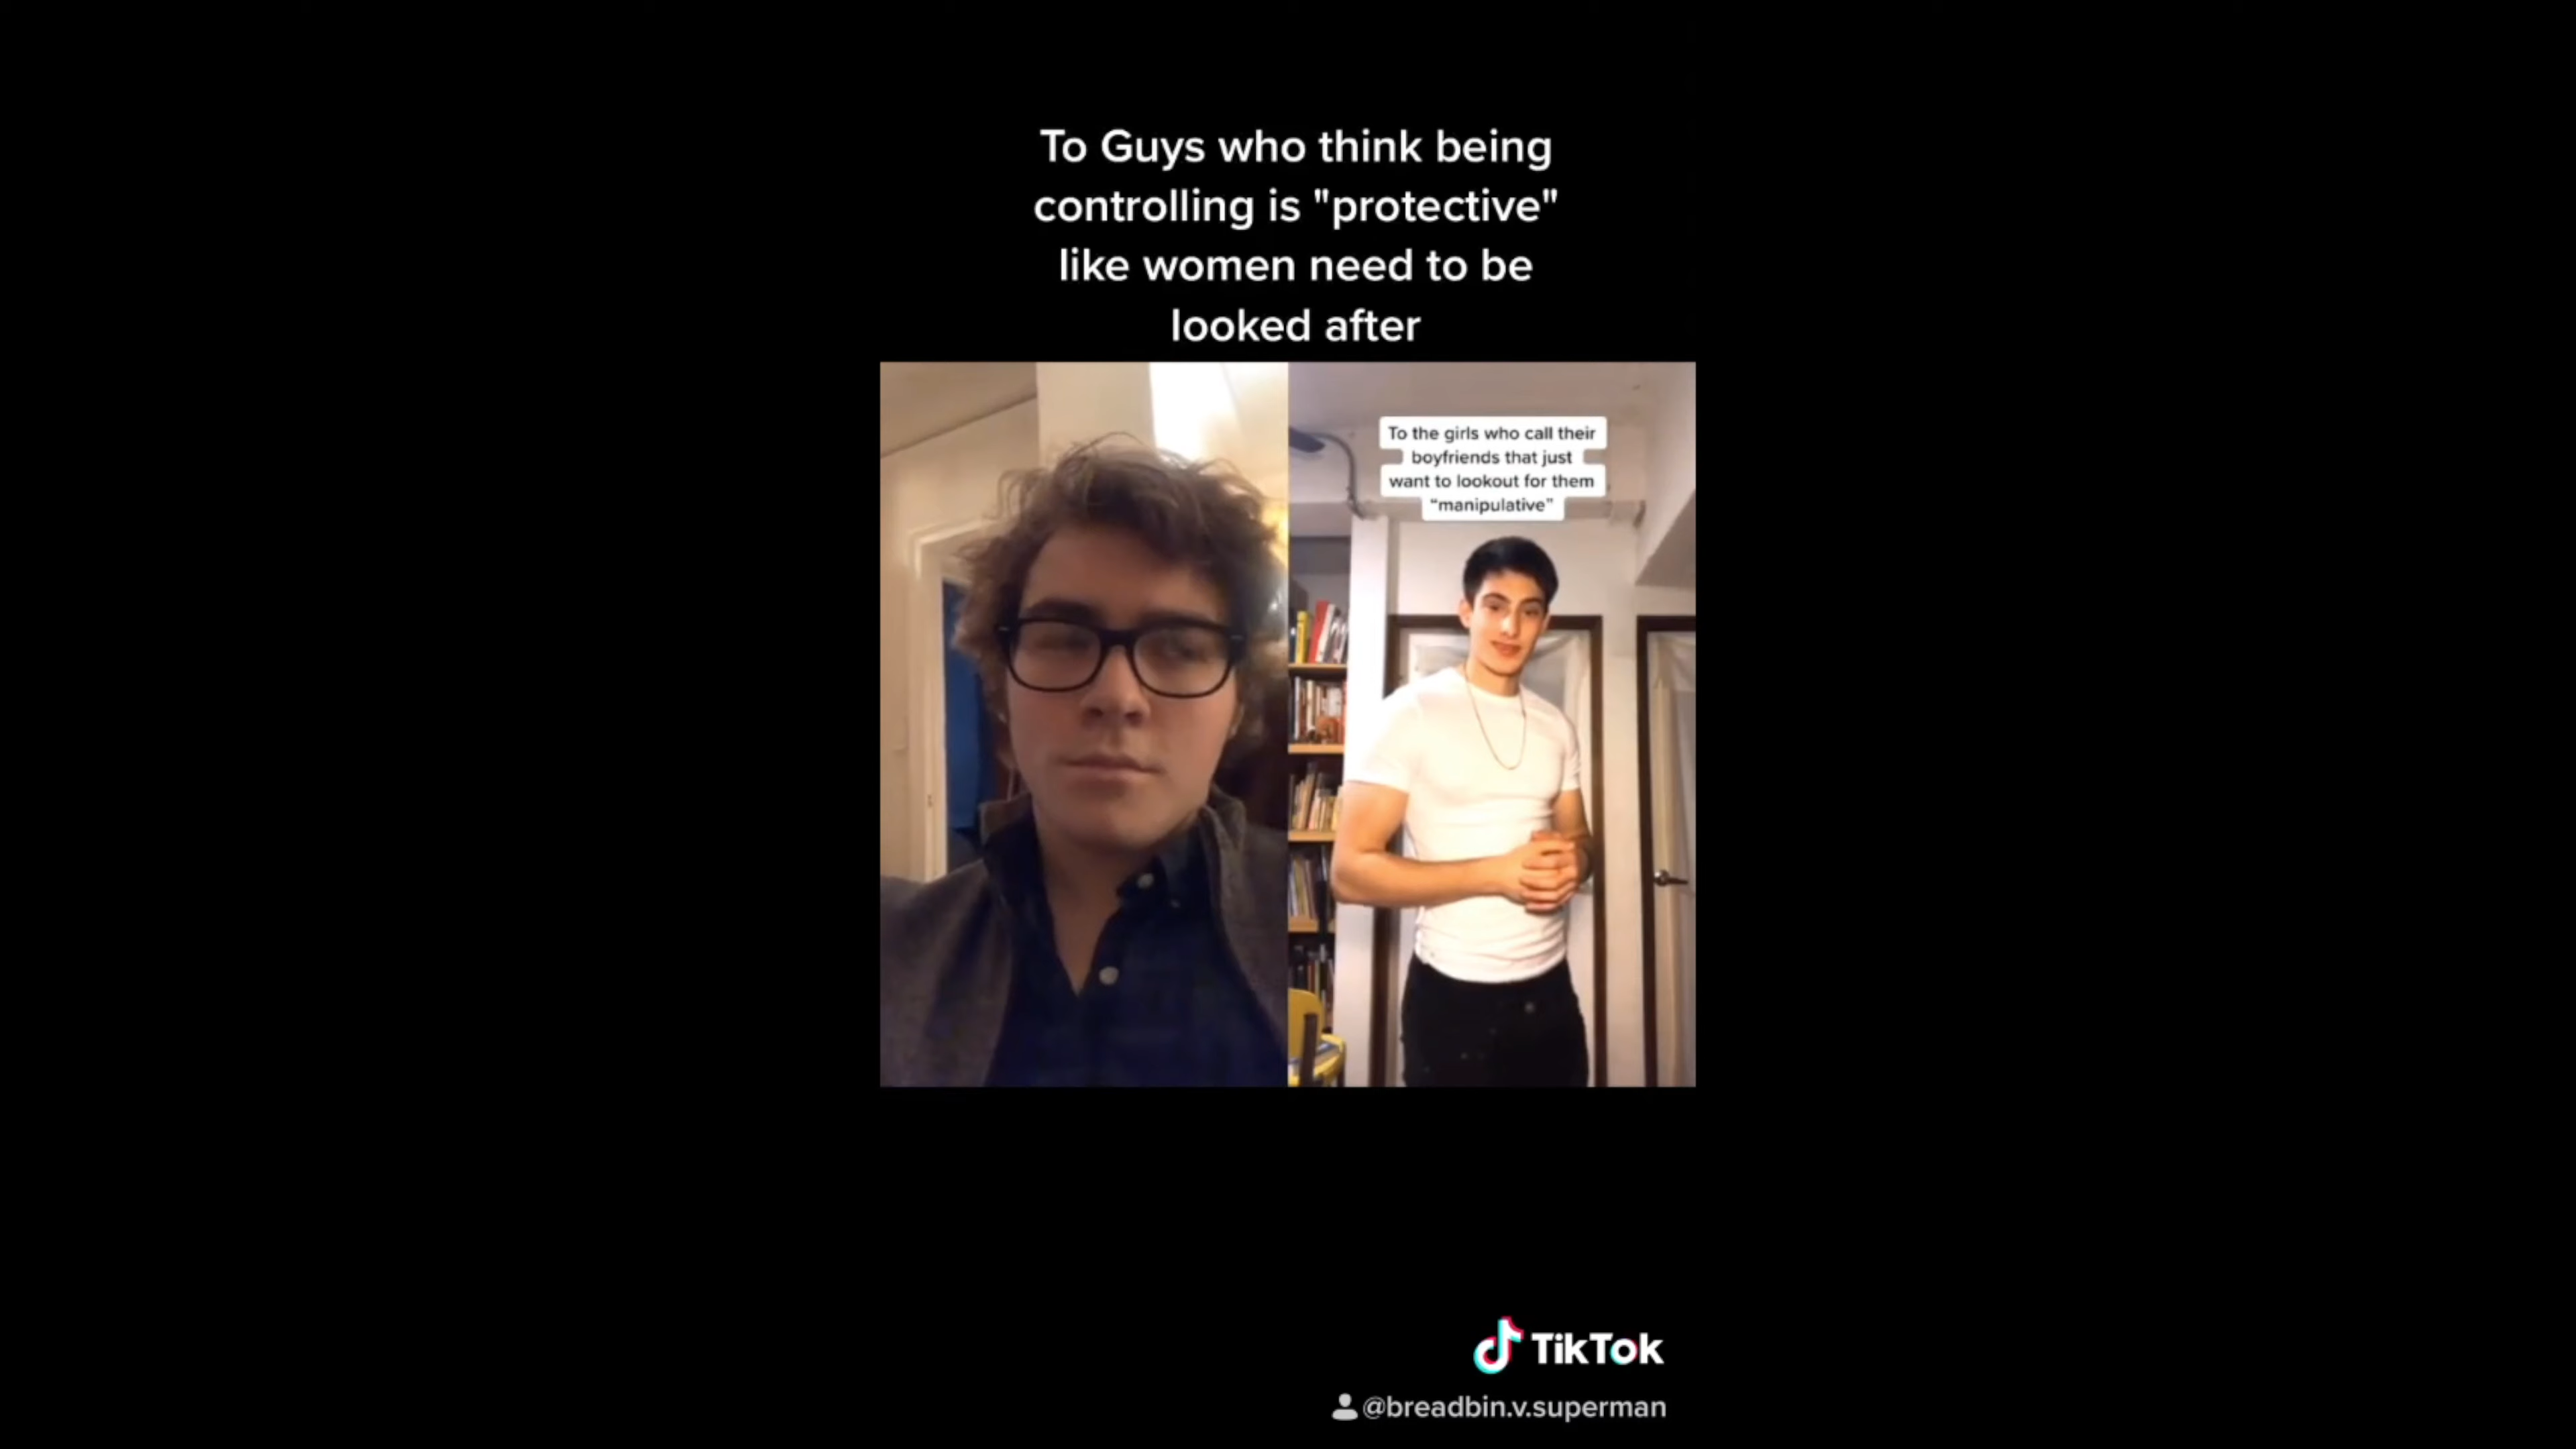 To Guys who think being
controlling is "protective"
like women need to be
looked after
To the girls who call their
boyfriends that just
want to lookout for them
“manipulative”
TikTok
@breadbin.v.superman